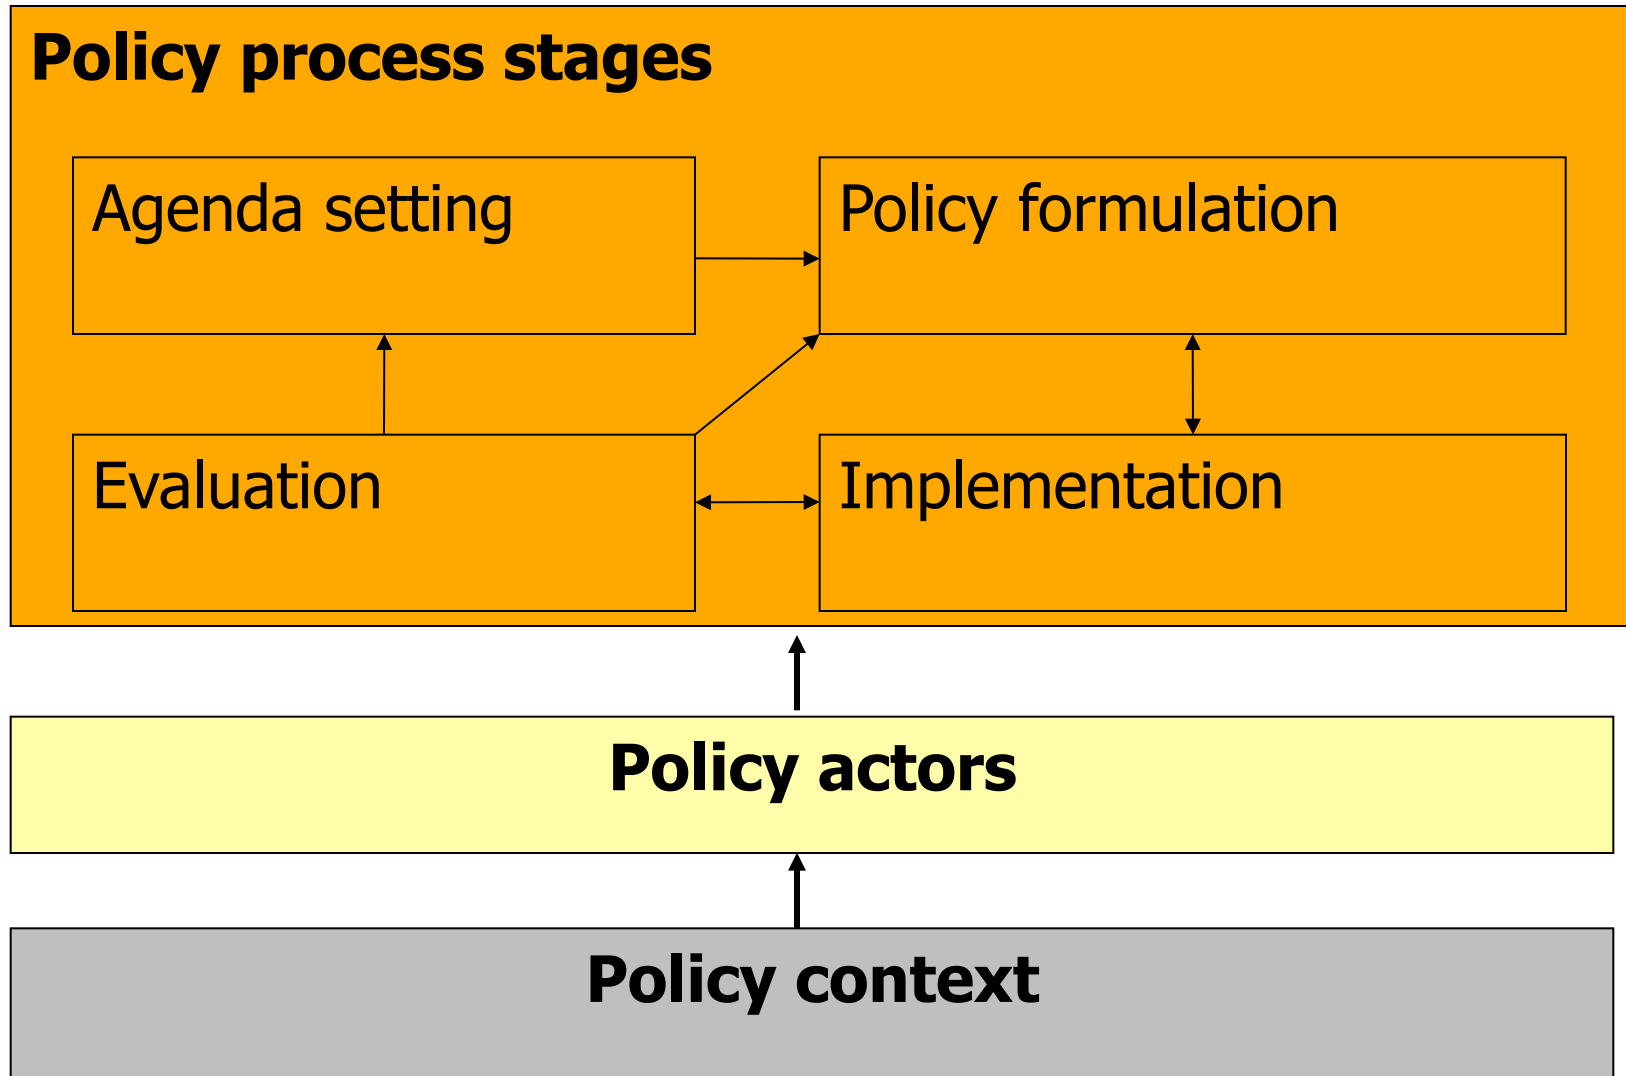 Policy process stages
Agenda setting
Policy formulation
Evaluation
Implementation
Policy actors
Policy context